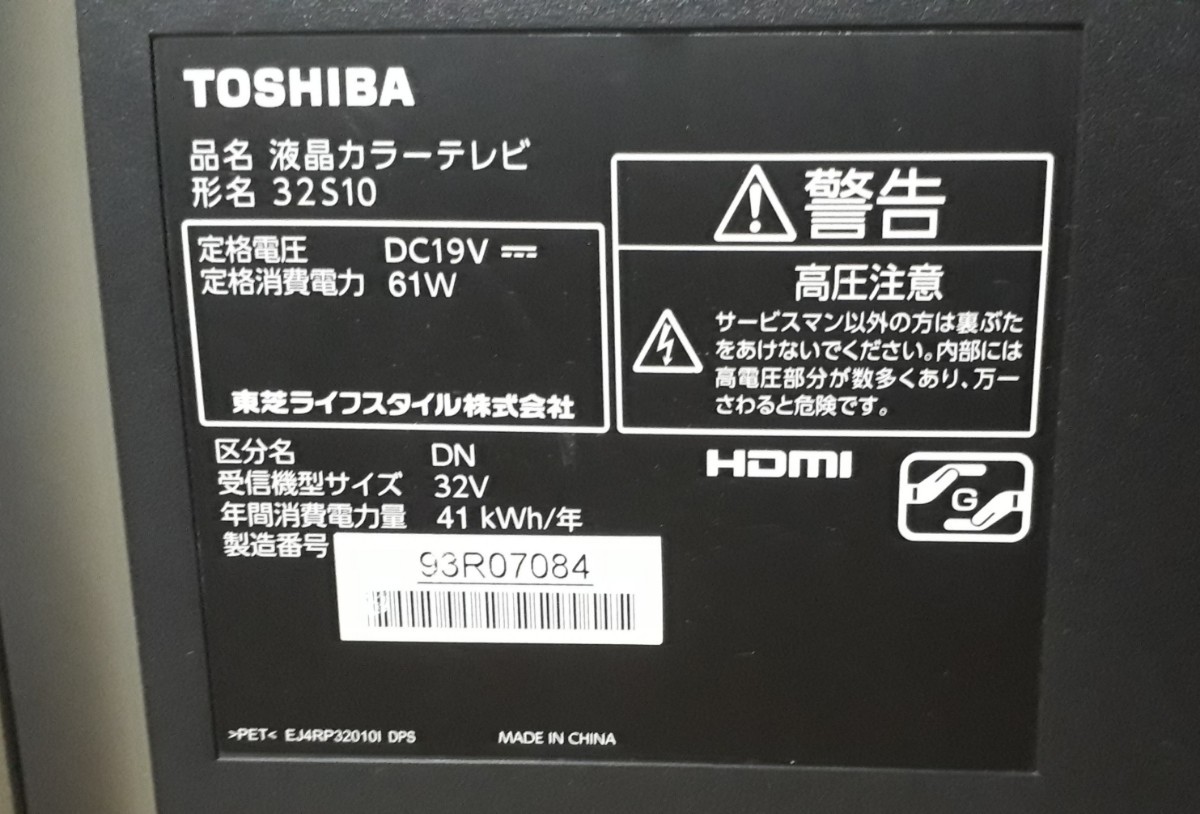 TOSHIBA
品名 液晶カラーテレビ
形名 32S10
定格電圧 DC19V
定格消費電力 61W
東芝ライフスタイル株式会社
警告
高圧注意
サービスマン以外の方は裏ぶた
をあけないでください。内部には
高電圧部分が数多くあり、万一
さわると危険です。
区分名 DN
受信機型サイズ 32V
年間消費電力量 41 kWh/年
製造番号
93R07084
HDMI
G
>PET< EJ4RP32010I DPS
MADE IN CHINA